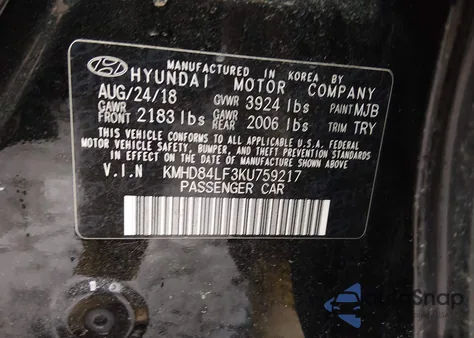 MANUFACTURED IN KOREA BY
HYUNDAI MOTOR COMPANY
AUG/24/18 GVWR 3924 lbs PAINT MJB
GAWR FRONT 2183 lbs GAWR REAR 2006 lbs TRIM TRY
THIS VEHICLE CONFORMS TO ALL APPLICABLE U.S.A. FEDERAL
MOTOR VEHICLE SAFETY, BUMPER, AND THEFT PREVENTION STANDARDS
IN EFFECT ON THE DATE OF MANUFACTURE SHOWN ABOVE.
V.I.N KMHD84LF3KU759217
PASSENGER CAR
16
AutoSnap